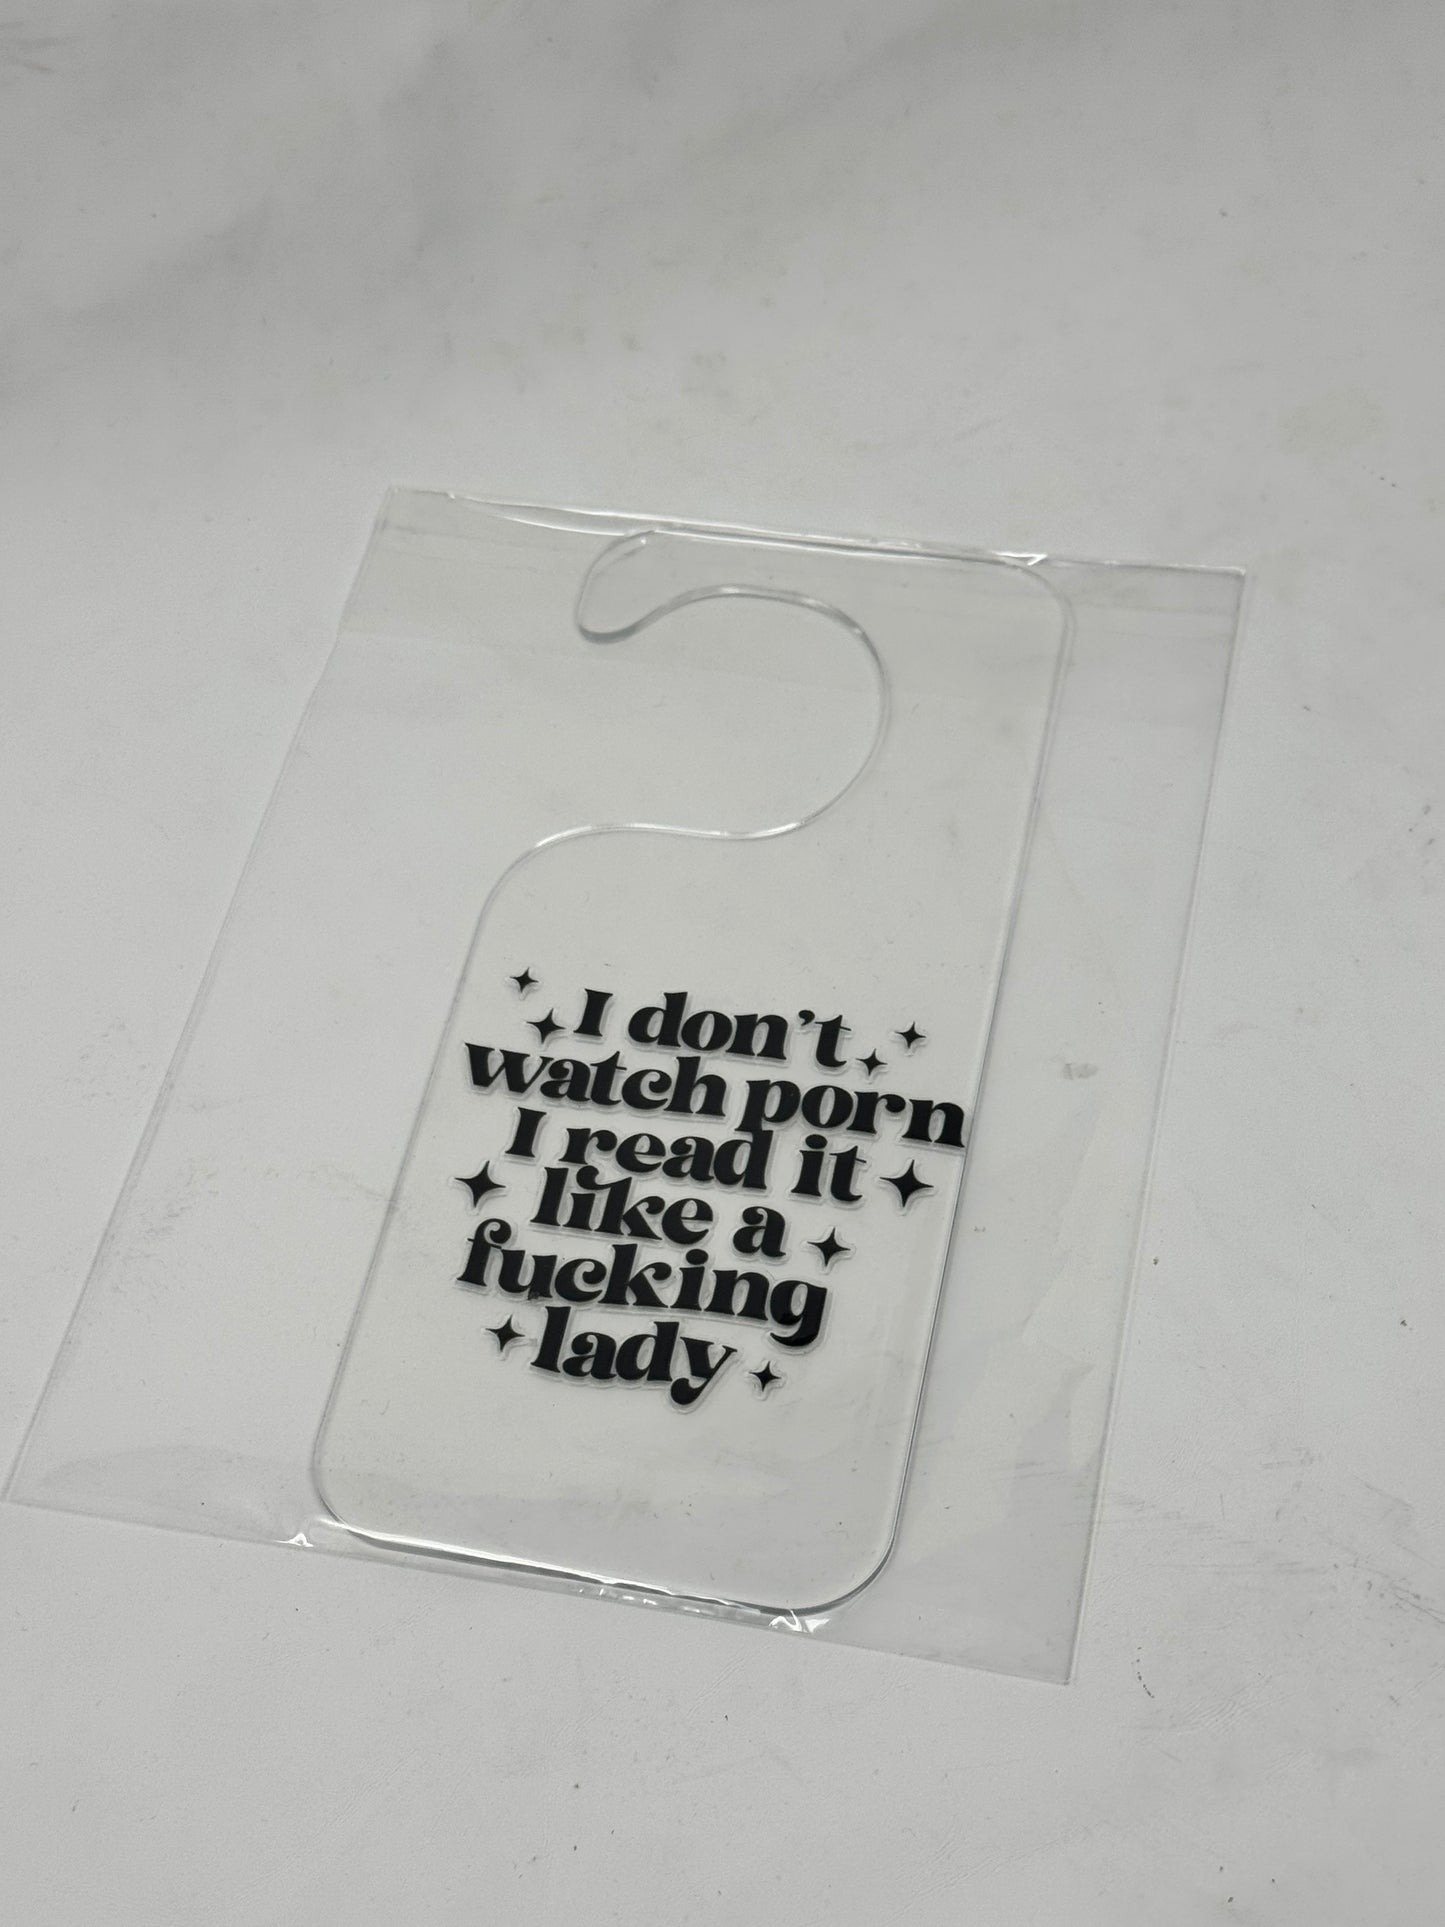 I don't
watch porn
I read it
like a
fucking
lady